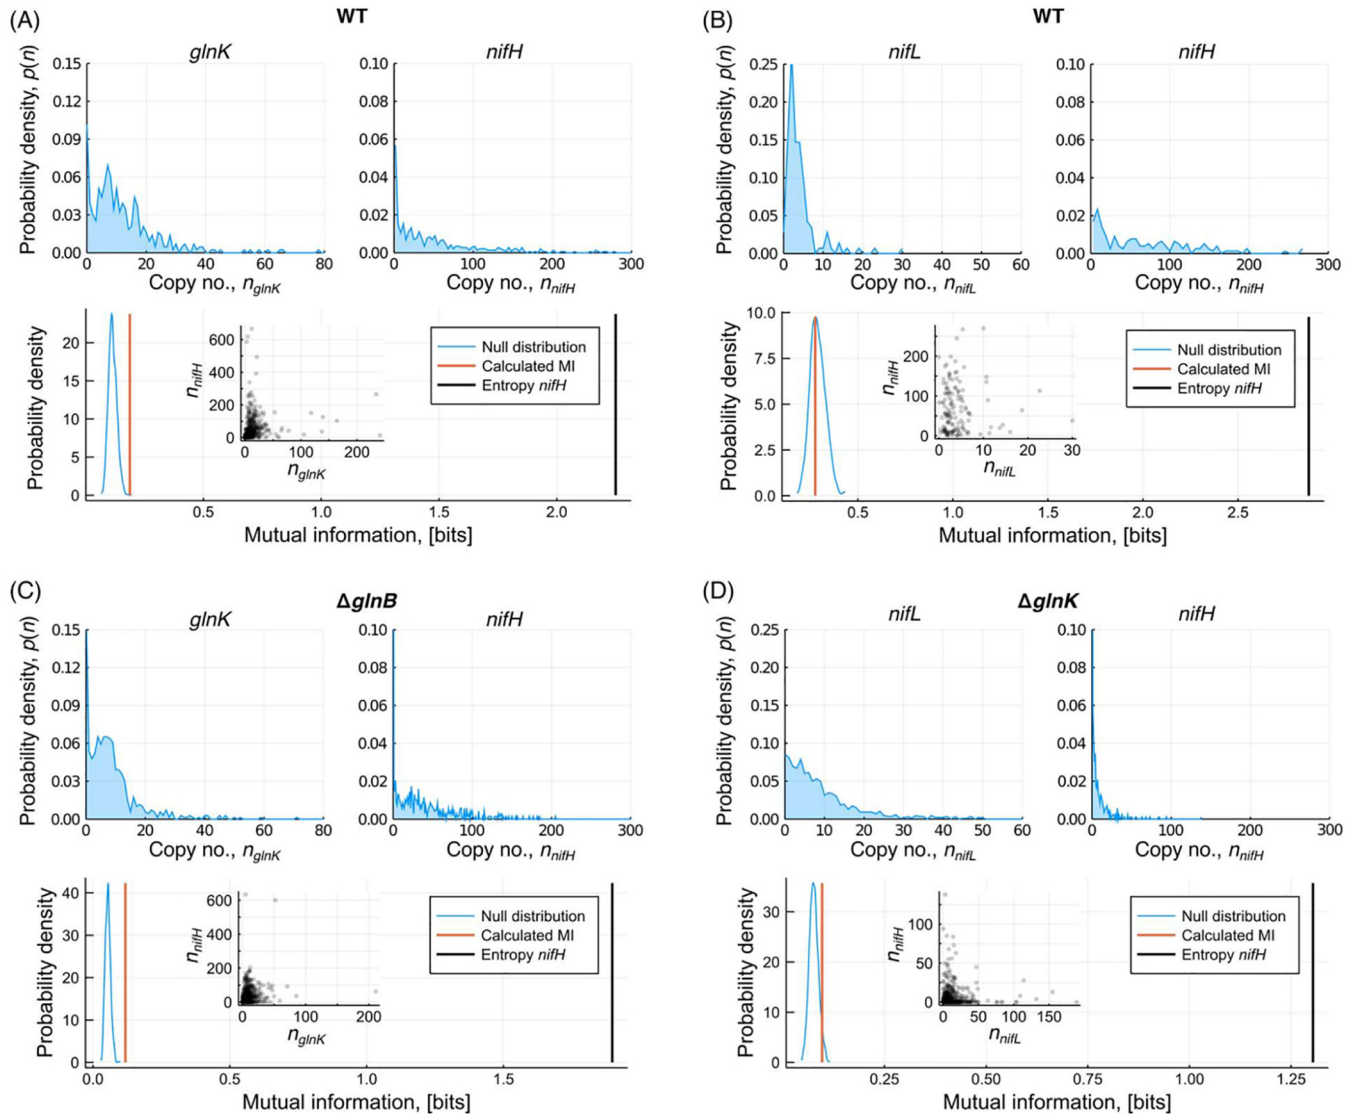 (A)
WT
glnK
nifH
Probability density, p(n)
0.15
0.12
0.09
0.06
0.03
0.00
0 20 40 60 80
Copy no., n_glnK
0.10
0.08
0.06
0.04
0.02
0.00
0 100 200 300
Copy no., n_nifH
Probability density
20
15
10
5
0
n_nifH
600
400
200
0
0 100 200
n_glnK
Null distribution
Calculated MI
Entropy nifH
0.5 1.0 1.5 2.0
Mutual information, [bits]
(B)
WT
nifL
nifH
Probability density, p(n)
0.25
0.20
0.15
0.10
0.05
0.00
0 10 20 30 40 50 60
Copy no., n_nifL
0.10
0.08
0.06
0.04
0.02
0.00
0 100 200 300
Copy no., n_nifH
Probability density
10.0
7.5
5.0
2.5
0.0
n_nifH
200
100
0
0 10 20 30
n_nifL
Null distribution
Calculated MI
Entropy nifH
0.5 1.0 1.5 2.0 2.5
Mutual information, [bits]
(C)
ΔglnB
glnK
nifH
Probability density, p(n)
0.15
0.12
0.09
0.06
0.03
0.00
0 20 40 60 80
Copy no., n_glnK
0.10
0.08
0.06
0.04
0.02
0.00
0 100 200 300
Copy no., n_nifH
Probability density
40
30
20
10
0
n_nifH
600
400
200
0
0 100 200
n_glnK
Null distribution
Calculated MI
Entropy nifH
0.0 0.5 1.0 1.5
Mutual information, [bits]
(D)
ΔglnK
nifL
nifH
Probability density, p(n)
0.25
0.20
0.15
0.10
0.05
0.00
0 10 20 30 40 50 60
Copy no., n_nifL
0.10
0.08
0.06
0.04
0.02
0.00
0 100 200 300
Copy no., n_nifH
Probability density
30
20
10
0
n_nifH
100
50
0
0 50 100 150
n_nifL
Null distribution
Calculated MI
Entropy nifH
0.25 0.50 0.75 1.00 1.25
Mutual information, [bits]